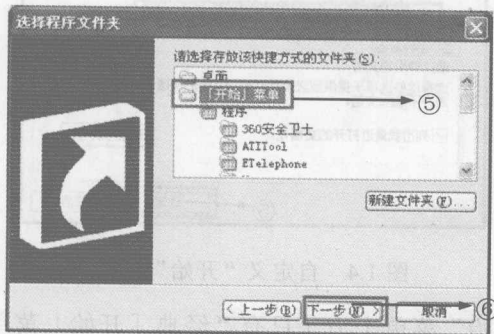 选择程序文件夹
请选择存放该快捷方式的文件夹(S):
桌面
「开始」菜单
⑤
程序
360安全卫士
ATITool
ETelephone
新建文件夹(F)...
图1.4 自定义“开始”
<上一步(B)
下一步(N)>
取消
⑥